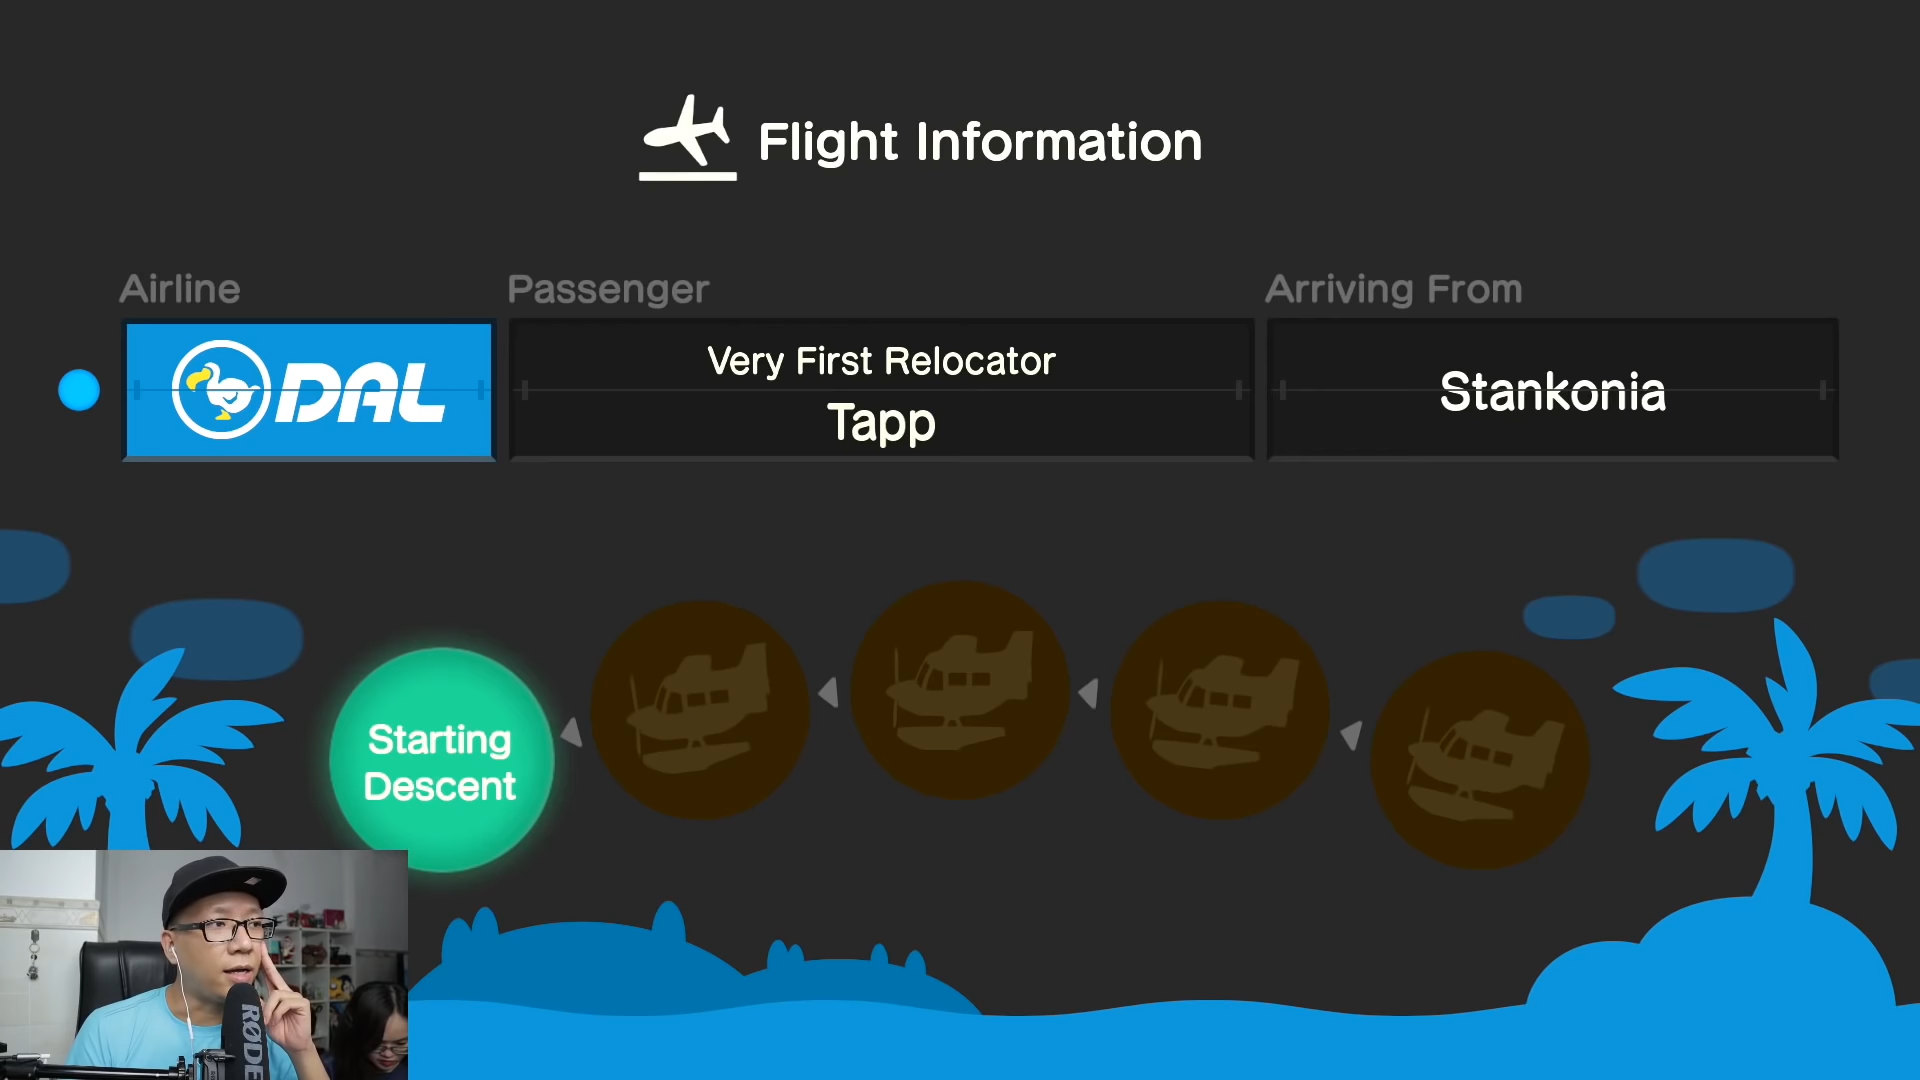 Flight Information
Airline
Passenger
Arriving From
DAL
Very First Relocator
Tapp
Stankonia
Starting
Descent
RØDE